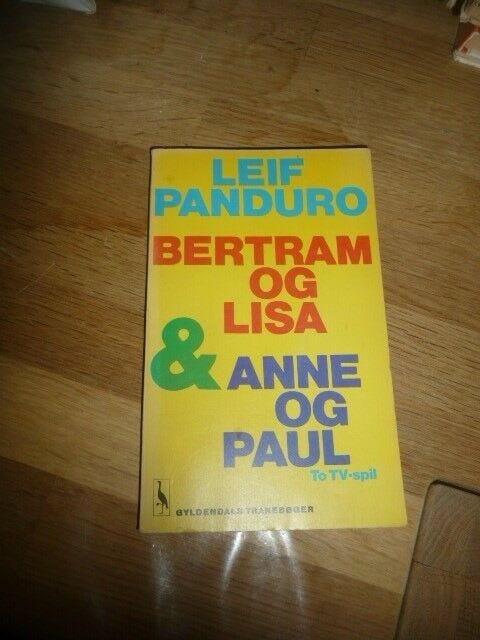 LEIF
PANDURO
BERTRAM
OG
LISA
& ANNE
OG
PAUL
To TV-spil
GYLDENDALS TRANEBØGER